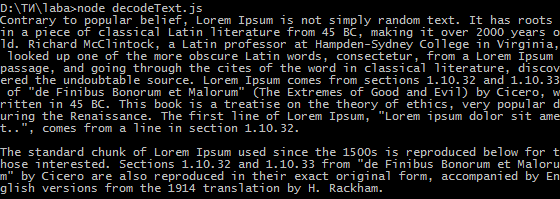 D:\ТИ\laba>node decodeText.js
Contrary to popular belief, Lorem Ipsum is not simply random text. It has roots
in a piece of classical Latin literature from 45 BC, making it over 2000 years o
ld. Richard McClintock, a Latin professor at Hampden-Sydney College in Virginia,
 looked up one of the more obscure Latin words, consectetur, from a Lorem Ipsum
passage, and going through the cites of the word in classical literature, discov
ered the undoubtable source. Lorem Ipsum comes from sections 1.10.32 and 1.10.33
 of "de Finibus Bonorum et Malorum" (The Extremes of Good and Evil) by Cicero, w
ritten in 45 BC. This book is a treatise on the theory of ethics, very popular d
uring the Renaissance. The first line of Lorem Ipsum, "Lorem ipsum dolor sit ame
t..", comes from a line in section 1.10.32.

The standard chunk of Lorem Ipsum used since the 1500s is reproduced below for t
hose interested. Sections 1.10.32 and 1.10.33 from "de Finibus Bonorum et Maloru
m" by Cicero are also reproduced in their exact original form, accompanied by En
glish versions from the 1914 translation by H. Rackham.